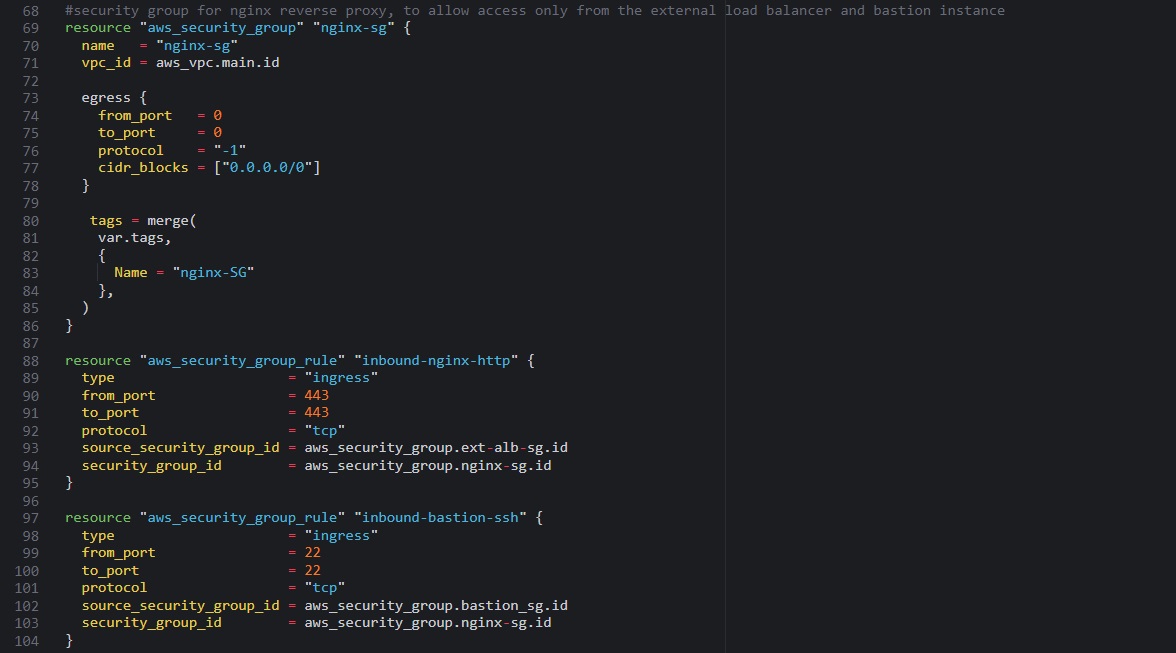 68 #security group for nginx reverse proxy, to allow access only from the external load balancer and bastion instance
69 resource "aws_security_group" "nginx-sg" {
70   name   = "nginx-sg"
71   vpc_id = aws_vpc.main.id
72
73   egress {
74     from_port   = 0
75     to_port     = 0
76     protocol    = "-1"
77     cidr_blocks = ["0.0.0.0/0"]
78   }
79
80    tags = merge(
81     var.tags,
82     {
83       Name = "nginx-SG"
84     },
85   )
86 }
87
88 resource "aws_security_group_rule" "inbound-nginx-http" {
89   type                     = "ingress"
90   from_port                = 443
91   to_port                  = 443
92   protocol                 = "tcp"
93   source_security_group_id = aws_security_group.ext-alb-sg.id
94   security_group_id        = aws_security_group.nginx-sg.id
95 }
96
97 resource "aws_security_group_rule" "inbound-bastion-ssh" {
98   type                     = "ingress"
99   from_port                = 22
100   to_port                  = 22
101   protocol                 = "tcp"
102   source_security_group_id = aws_security_group.bastion_sg.id
103   security_group_id        = aws_security_group.nginx-sg.id
104 }